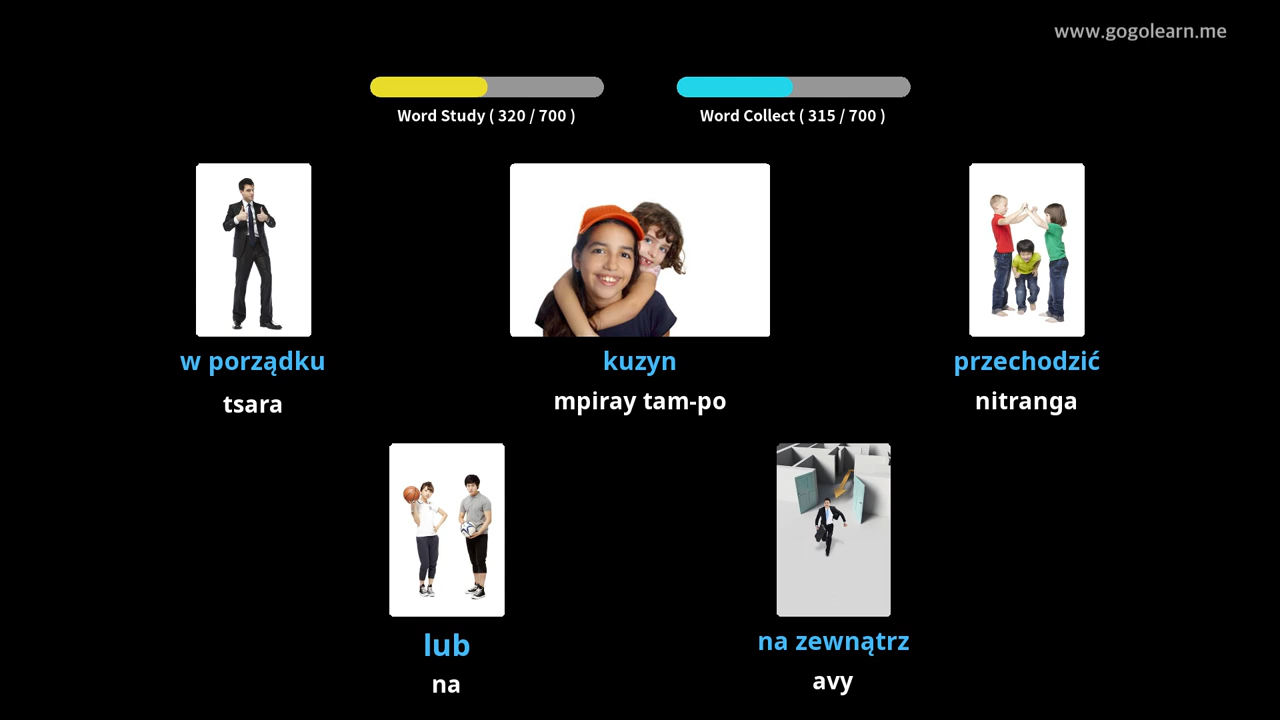 www.gogolearn.me
Word Study ( 320 / 700 )
Word Collect ( 315 / 700 )
w porządku
tsara
kuzyn
mpiray tam-po
przechodzić
nitranga
lub
na
na zewnątrz
avy